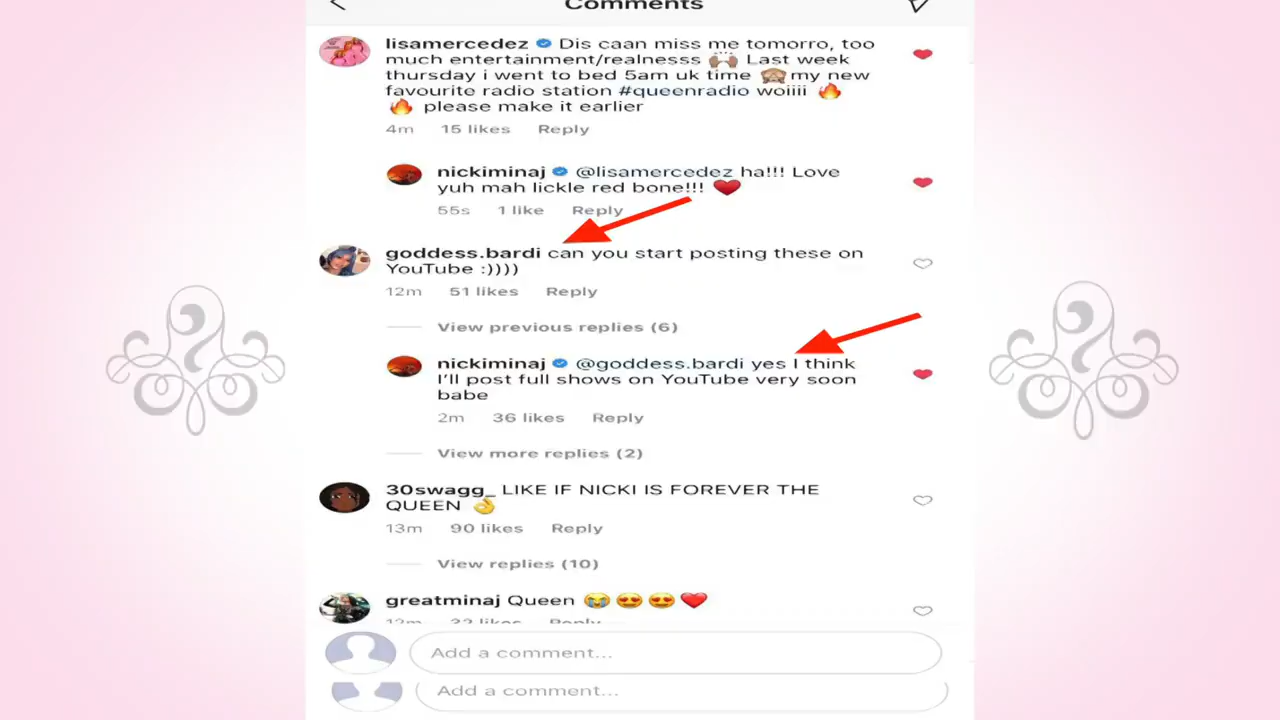 Comments
lisamercedez Dis caan miss me tomorro, too
much entertainment/realnesss 🙌🏽 Last week
thursday i went to bed 5am uk time 🙈 my new
favourite radio station #queenradio woiiii 🔥
🔥 please make it earlier
4m 15 likes Reply
nickiminaj @lisamercedez ha!!! Love
yuh mah lickle red bone!!! ❤️
55s 1 like Reply
goddess.bardi can you start posting these on
YouTube :))))
12m 51 likes Reply
View previous replies (6)
nickiminaj @goddess.bardi yes I think
I'll post full shows on YouTube very soon
babe
2m 36 likes Reply
View more replies (2)
30swagg_ LIKE IF NICKI IS FOREVER THE
QUEEN 👌
13m 90 likes Reply
View replies (10)
greatminaj Queen 😭😍😍❤️
12m 32 likes Reply
Add a comment...
Add a comment...